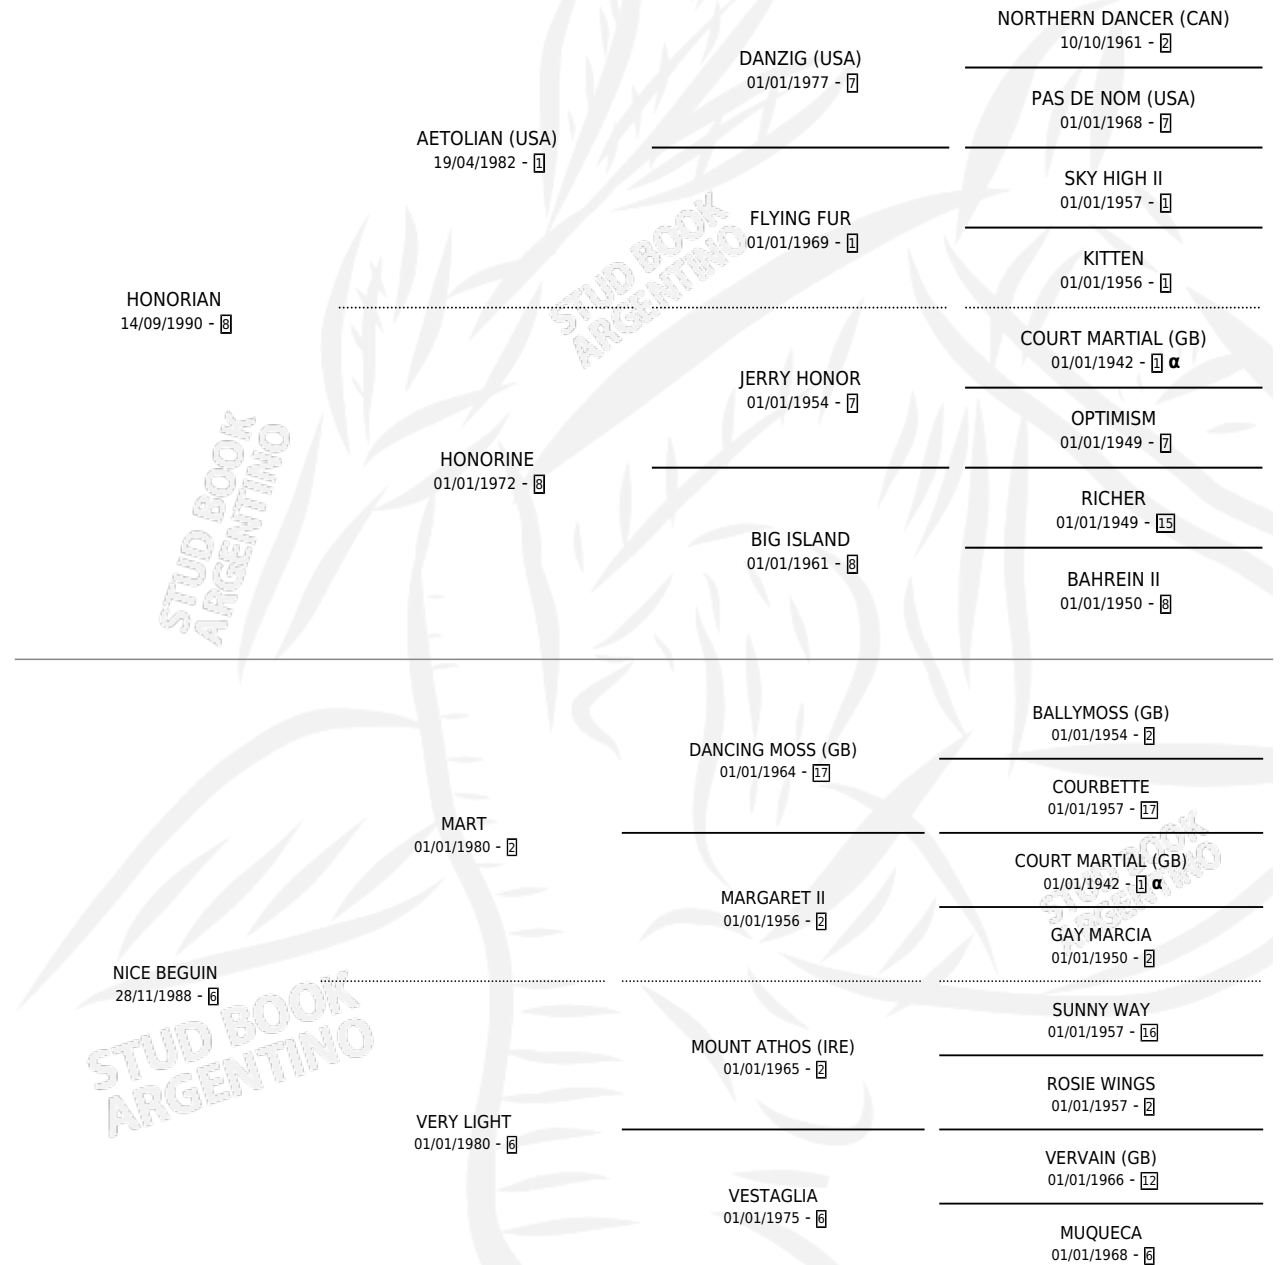 NORTHERN DANCER (CAN)
10/10/1961 - 2
DANZIG (USA)
01/01/1977 - 7
PAS DE NOM (USA)
01/01/1968 - 7
AETOLIAN (USA)
19/04/1982 - 1
SKY HIGH II
01/01/1957 - 1
FLYING FUR
01/01/1969 - 1
KITTEN
01/01/1956 - 1
HONORIAN
14/09/1990 - 8
COURT MARTIAL (GB)
01/01/1942 - 1 α
JERRY HONOR
01/01/1954 - 7
OPTIMISM
01/01/1949 - 7
HONORINE
01/01/1972 - 8
RICHER
01/01/1949 - 15
BIG ISLAND
01/01/1961 - 8
BAHREIN II
01/01/1950 - 8
BALLYMOSS (GB)
01/01/1954 - 2
DANCING MOSS (GB)
01/01/1964 - 17
COURBETTE
01/01/1957 - 17
MART
01/01/1980 - 2
COURT MARTIAL (GB)
01/01/1942 - 1 α
MARGARET II
01/01/1956 - 2
GAY MARCIA
01/01/1950 - 2
NICE BEGUIN
28/11/1988 - 6
SUNNY WAY
01/01/1957 - 16
MOUNT ATHOS (IRE)
01/01/1965 - 2
ROSIE WINGS
01/01/1957 - 2
VERY LIGHT
01/01/1980 - 6
VERVAIN (GB)
01/01/1966 - 12
VESTAGLIA
01/01/1975 - 6
MUQUECA
01/01/1968 - 6
STUD BOOK
ARGENTINO
STUD BOOK
ARGENTINO
STUD BOOK
ARGENTINO
STUD BOOK
ARGENTINO